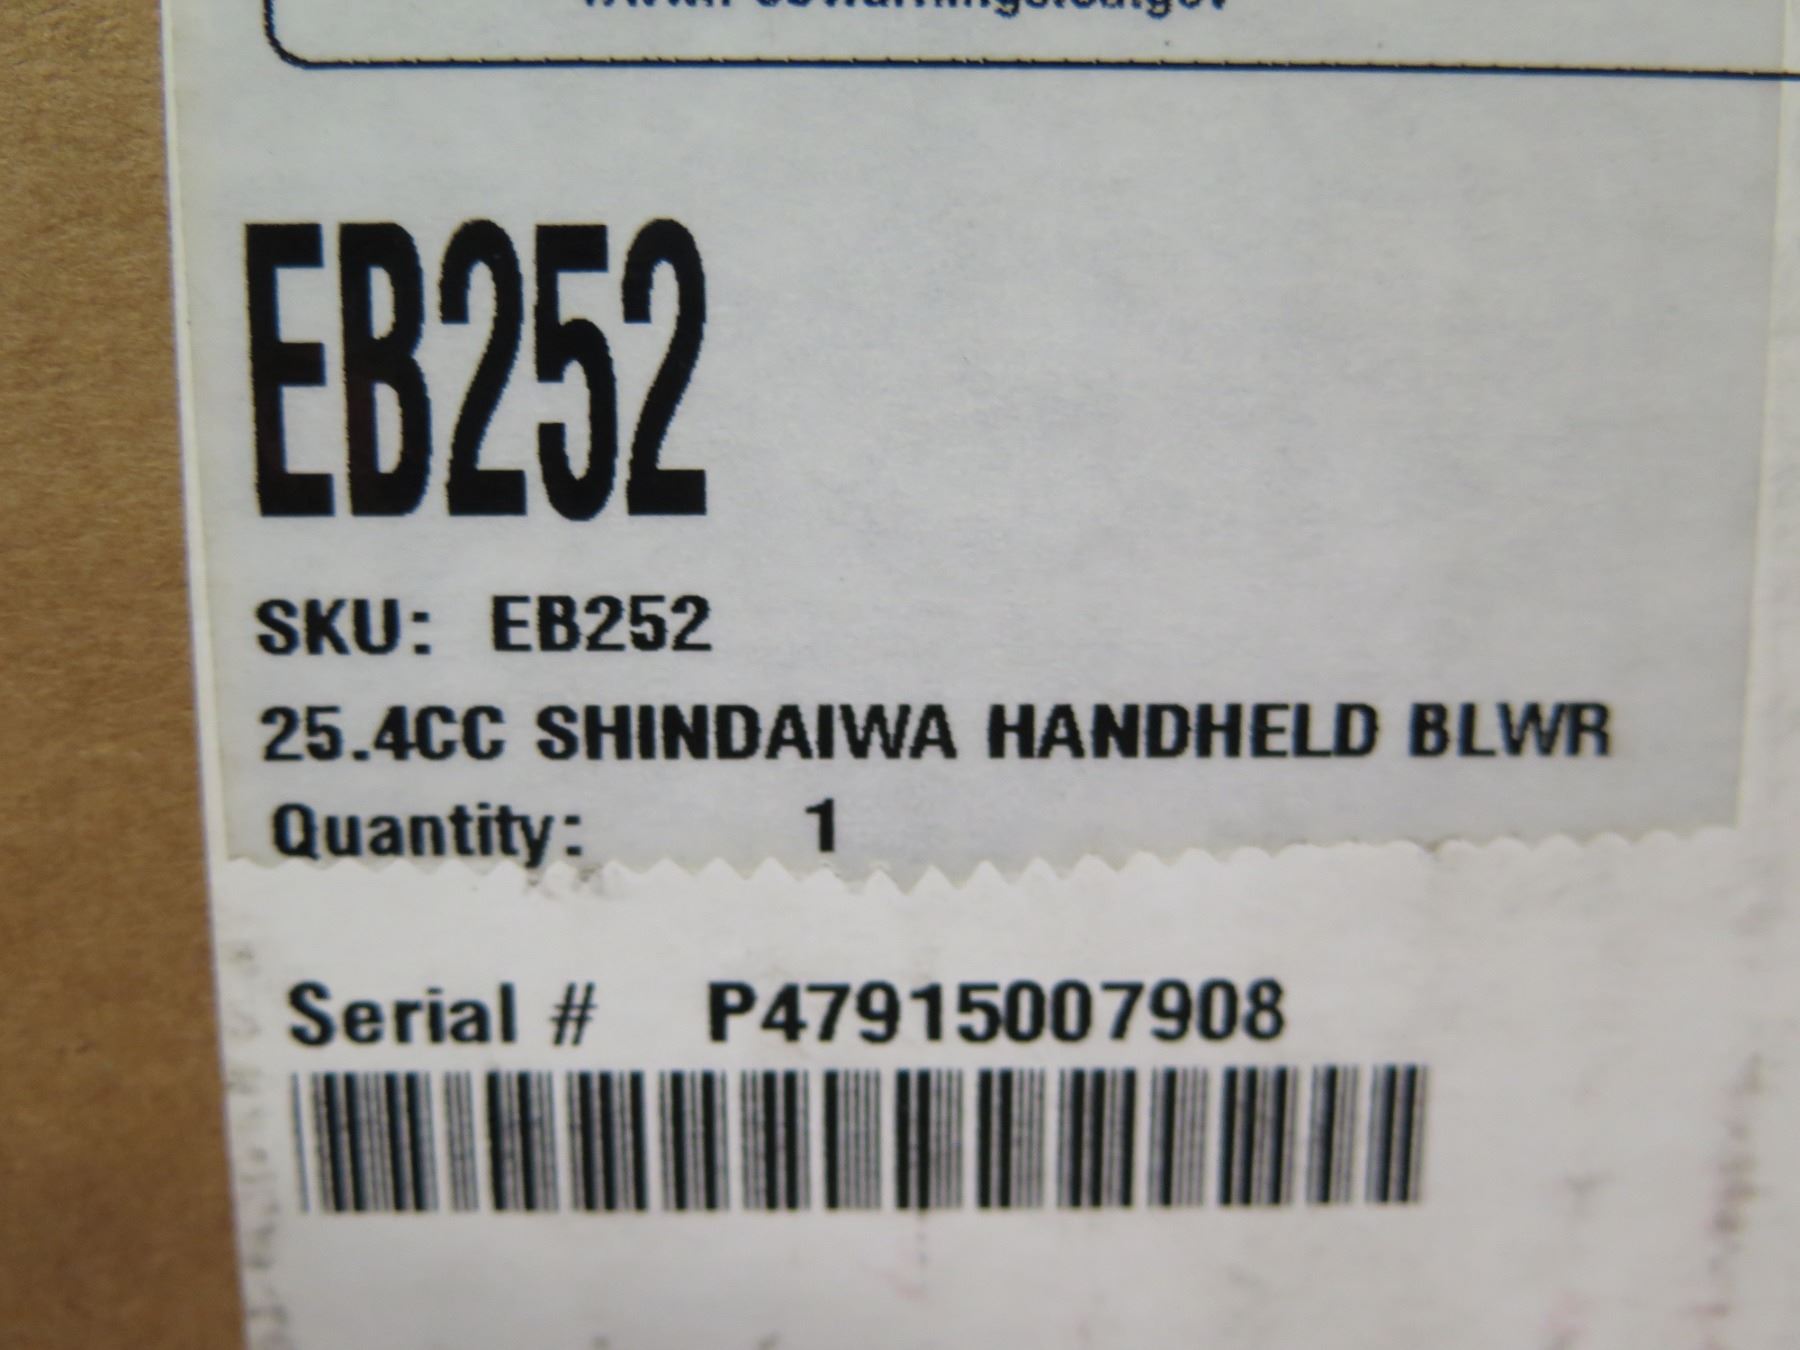 EB252
SKU: EB252
25.4CC SHINDAIWA HANDHELD BLWR
Quantity: 1
Serial # P47915007908